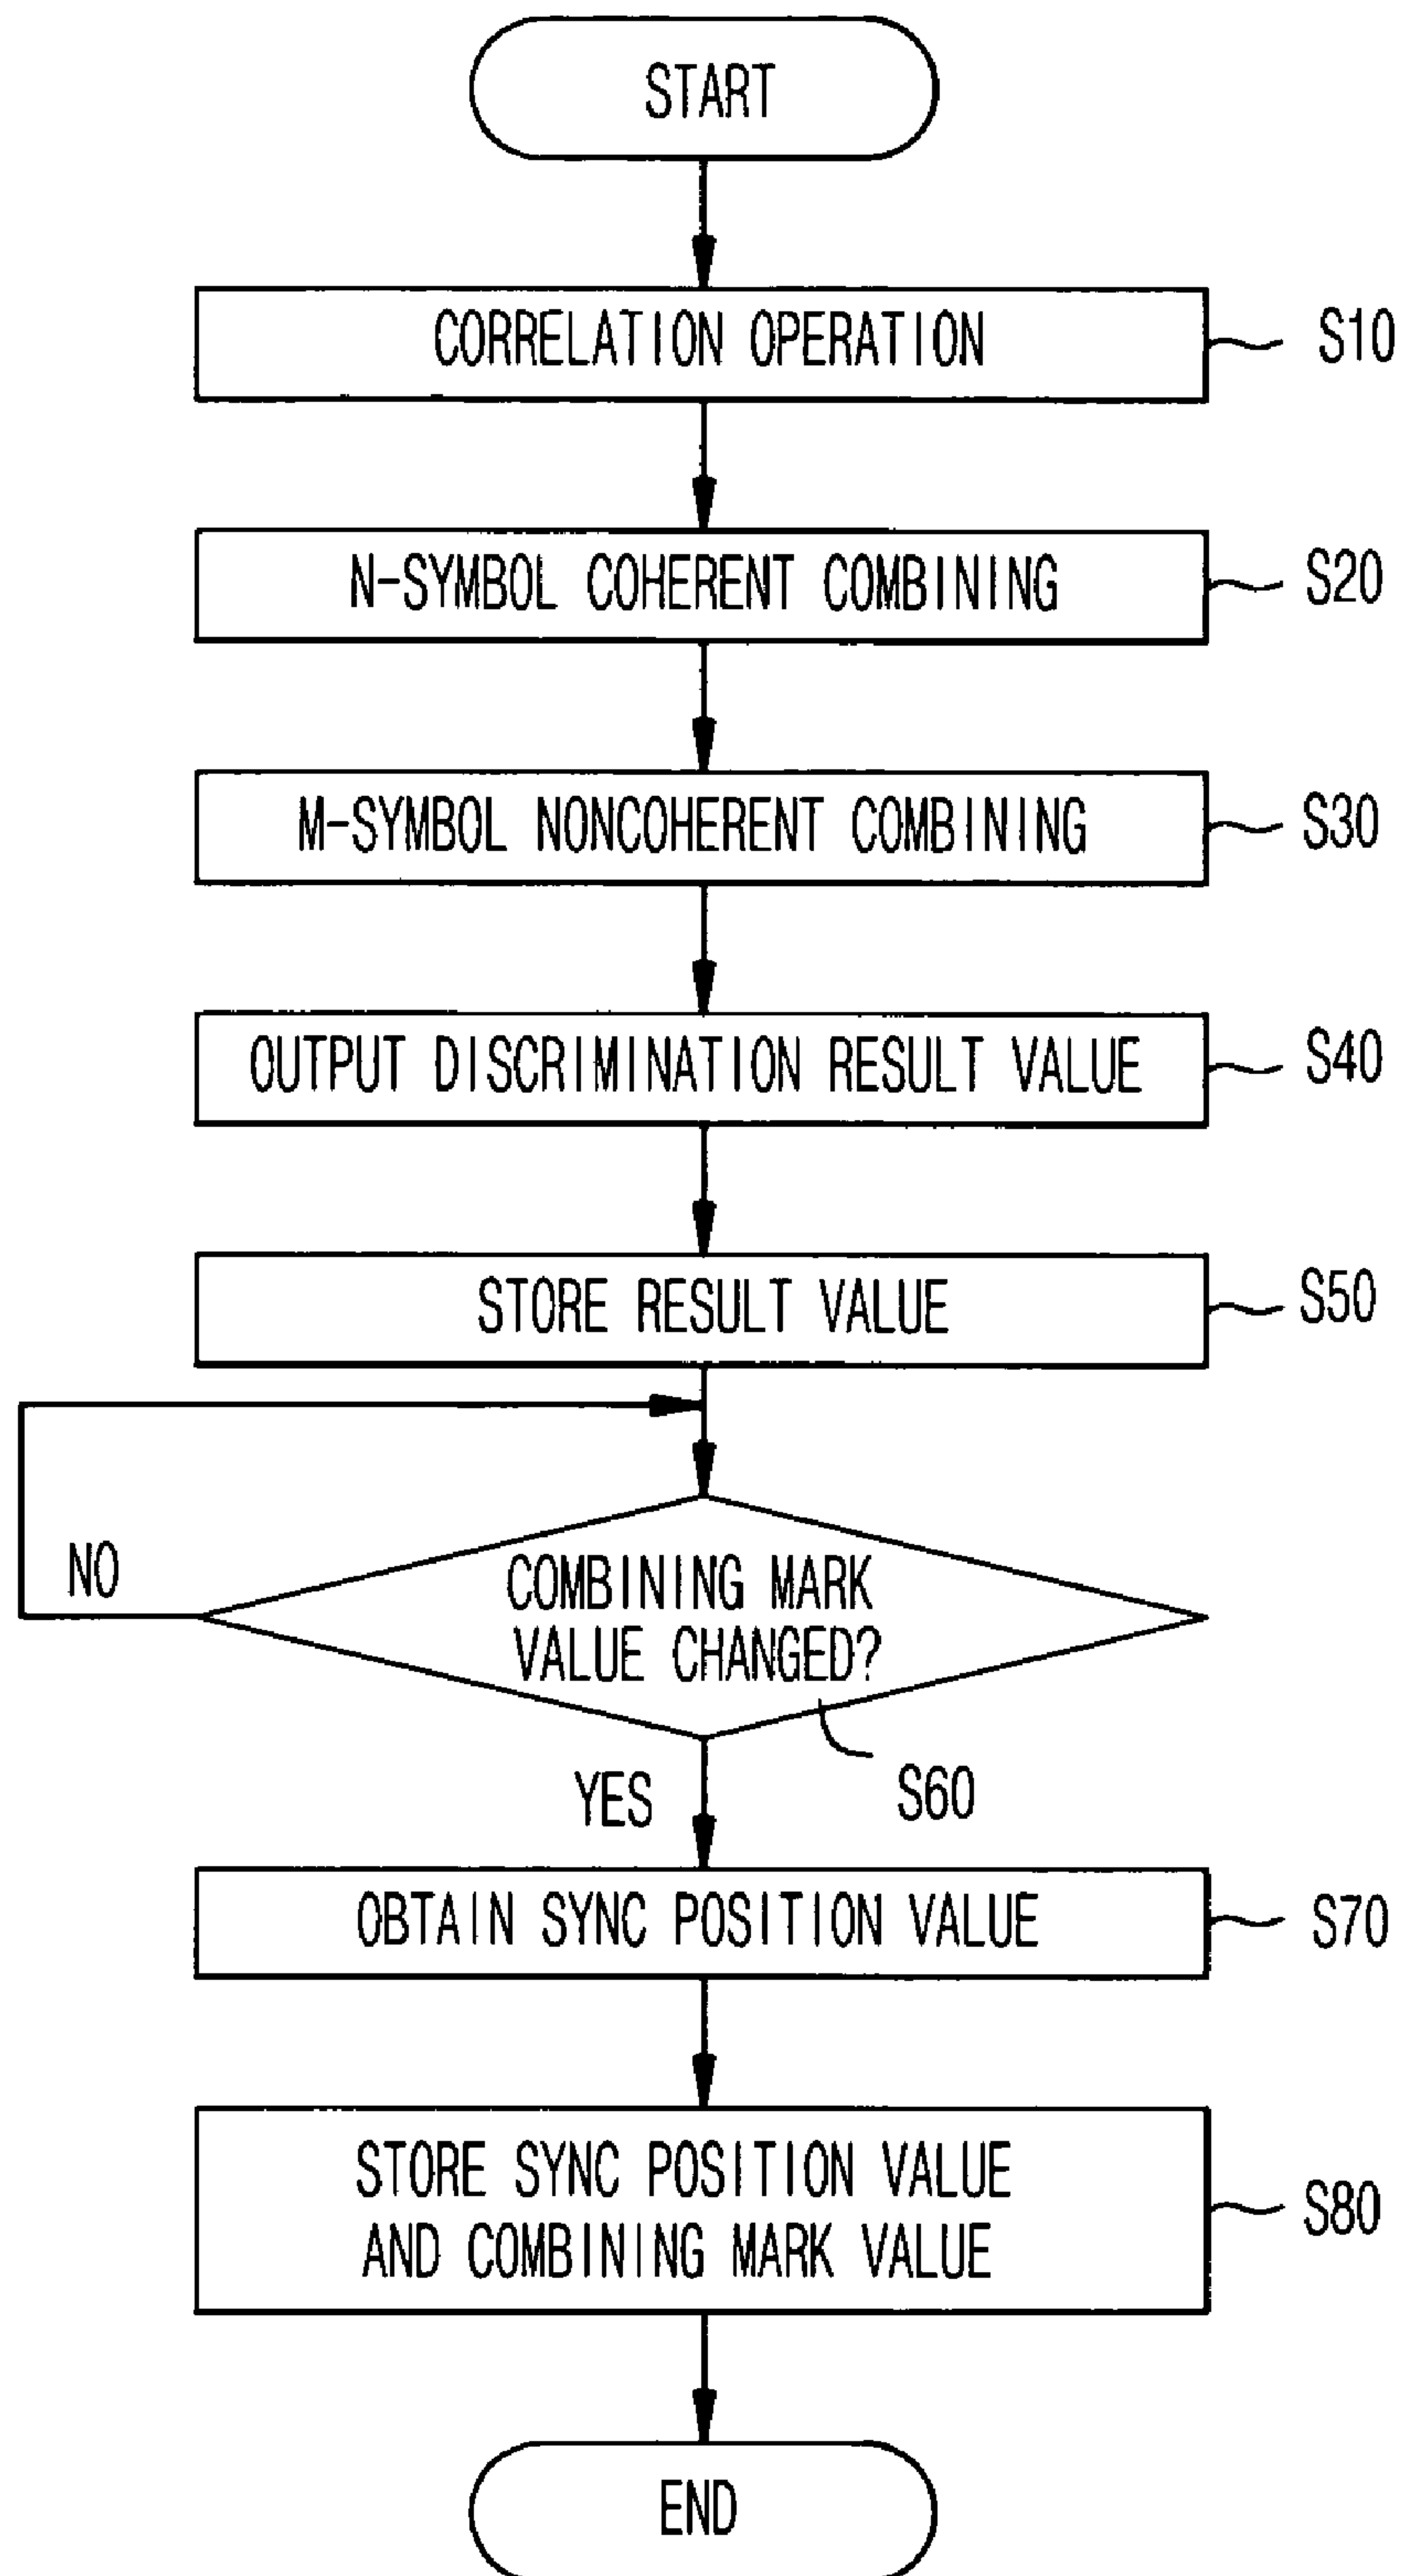 START
CORRELATION OPERATION
S10
N-SYMBOL COHERENT COMBINING
S20
M-SYMBOL NONCOHERENT COMBINING
S30
OUTPUT DISCRIMINATION RESULT VALUE
S40
STORE RESULT VALUE
S50
NO
COMBINING MARK
VALUE CHANGED?
YES
S60
OBTAIN SYNC POSITION VALUE
S70
STORE SYNC POSITION VALUE
AND COMBINING MARK VALUE
S80
END